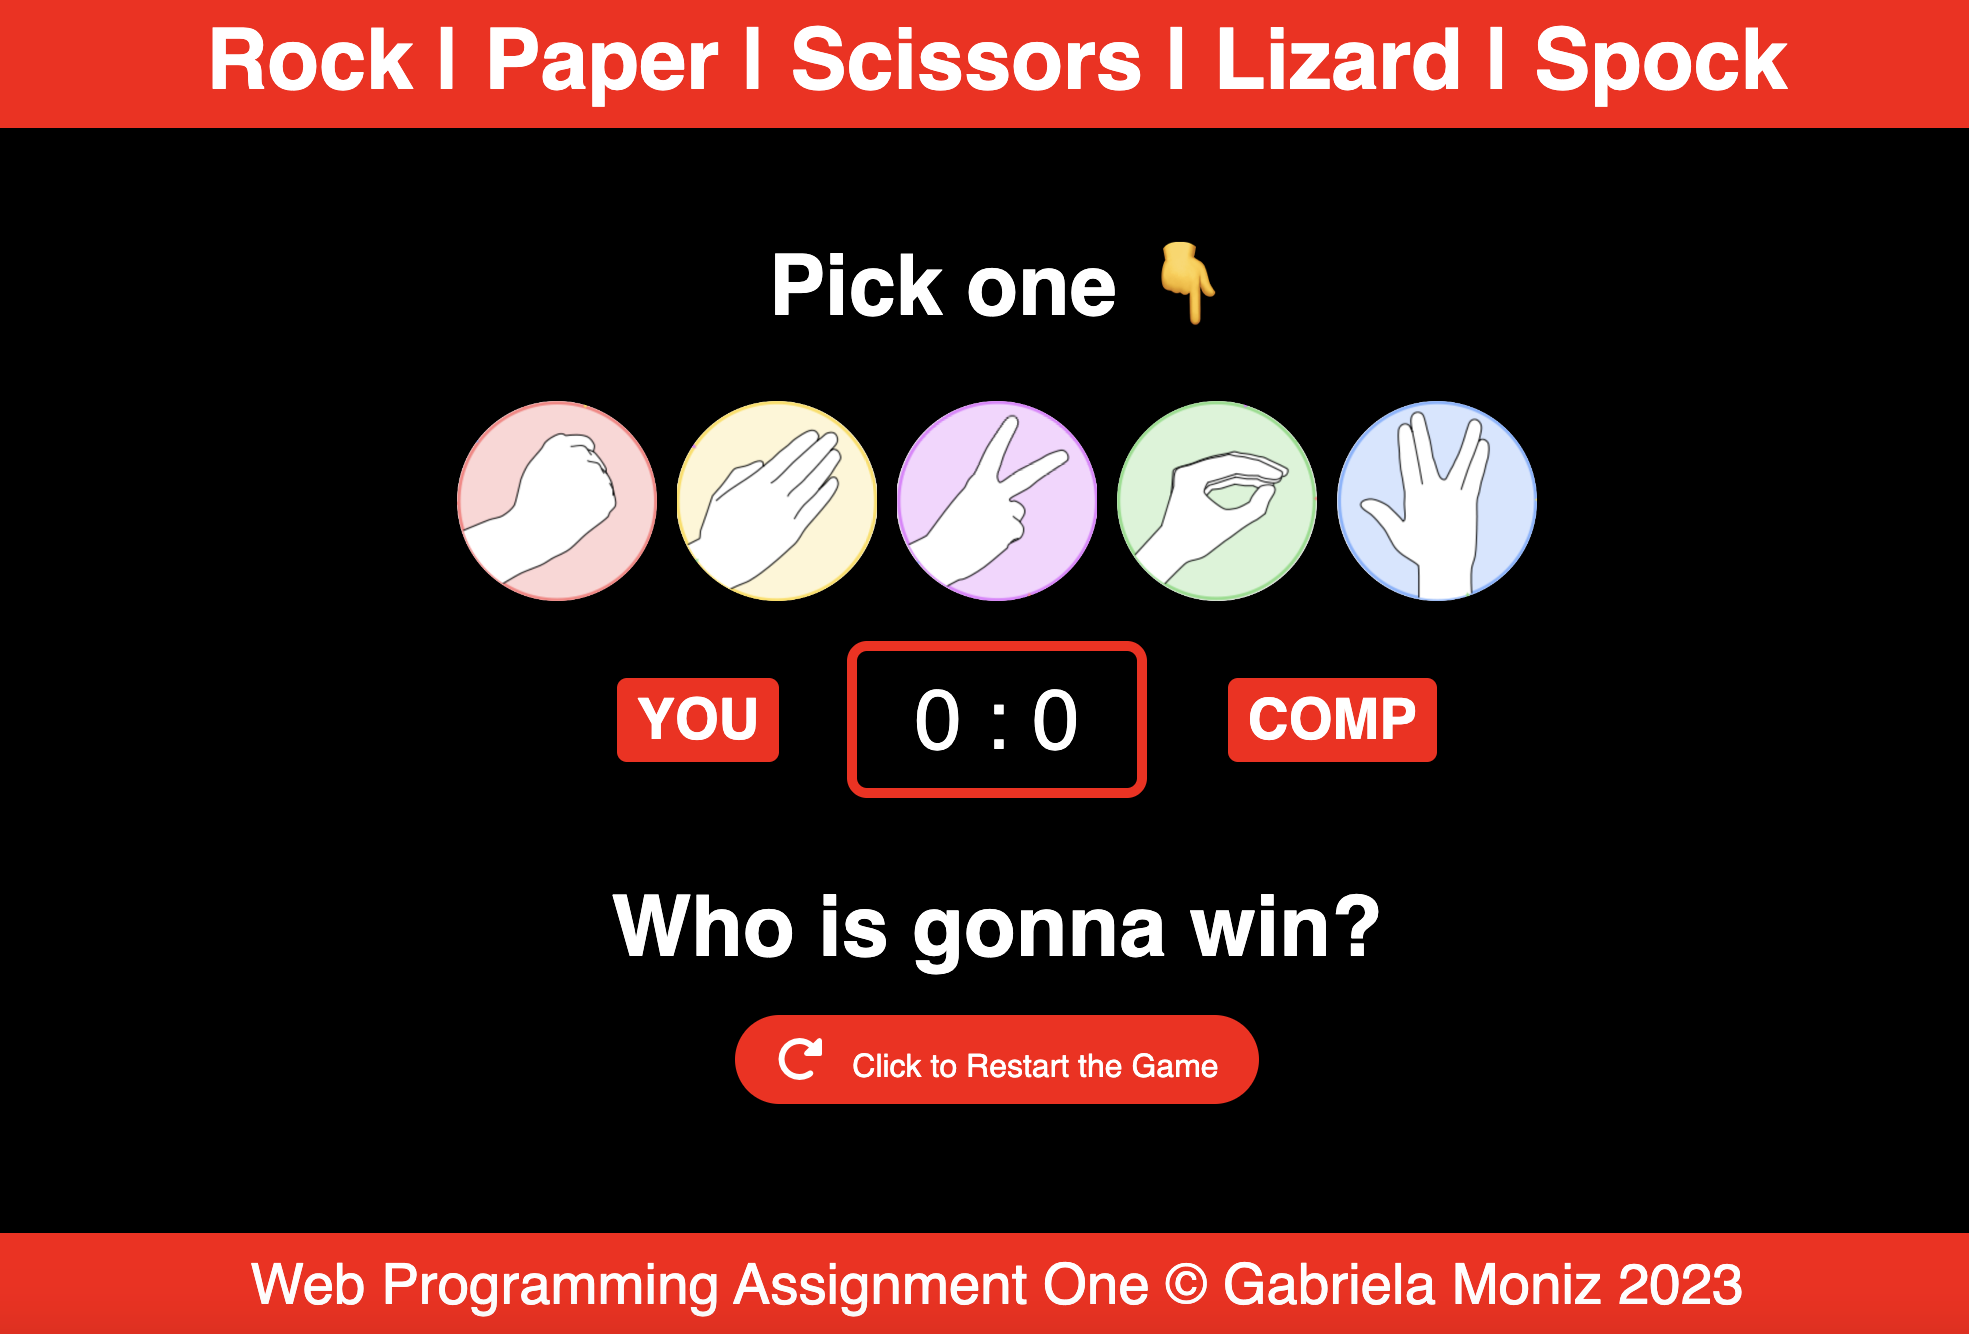 Rock | Paper | Scissors | Lizard | Spock
Pick one 👇
YOU
0 : 0
COMP
Who is gonna win?
Click to Restart the Game
Web Programming Assignment One © Gabriela Moniz 2023